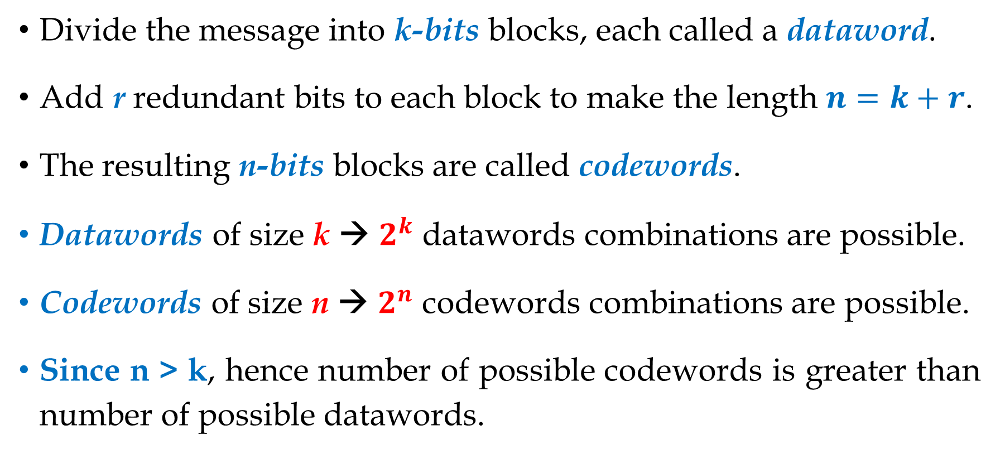 • Divide the message into k-bits blocks, each called a dataword.
• Add r redundant bits to each block to make the length n = k + r.
• The resulting n-bits blocks are called codewords.
• Datawords of size k → 2^k datawords combinations are possible.
• Codewords of size n → 2^n codewords combinations are possible.
• Since n > k, hence number of possible codewords is greater than
number of possible datawords.